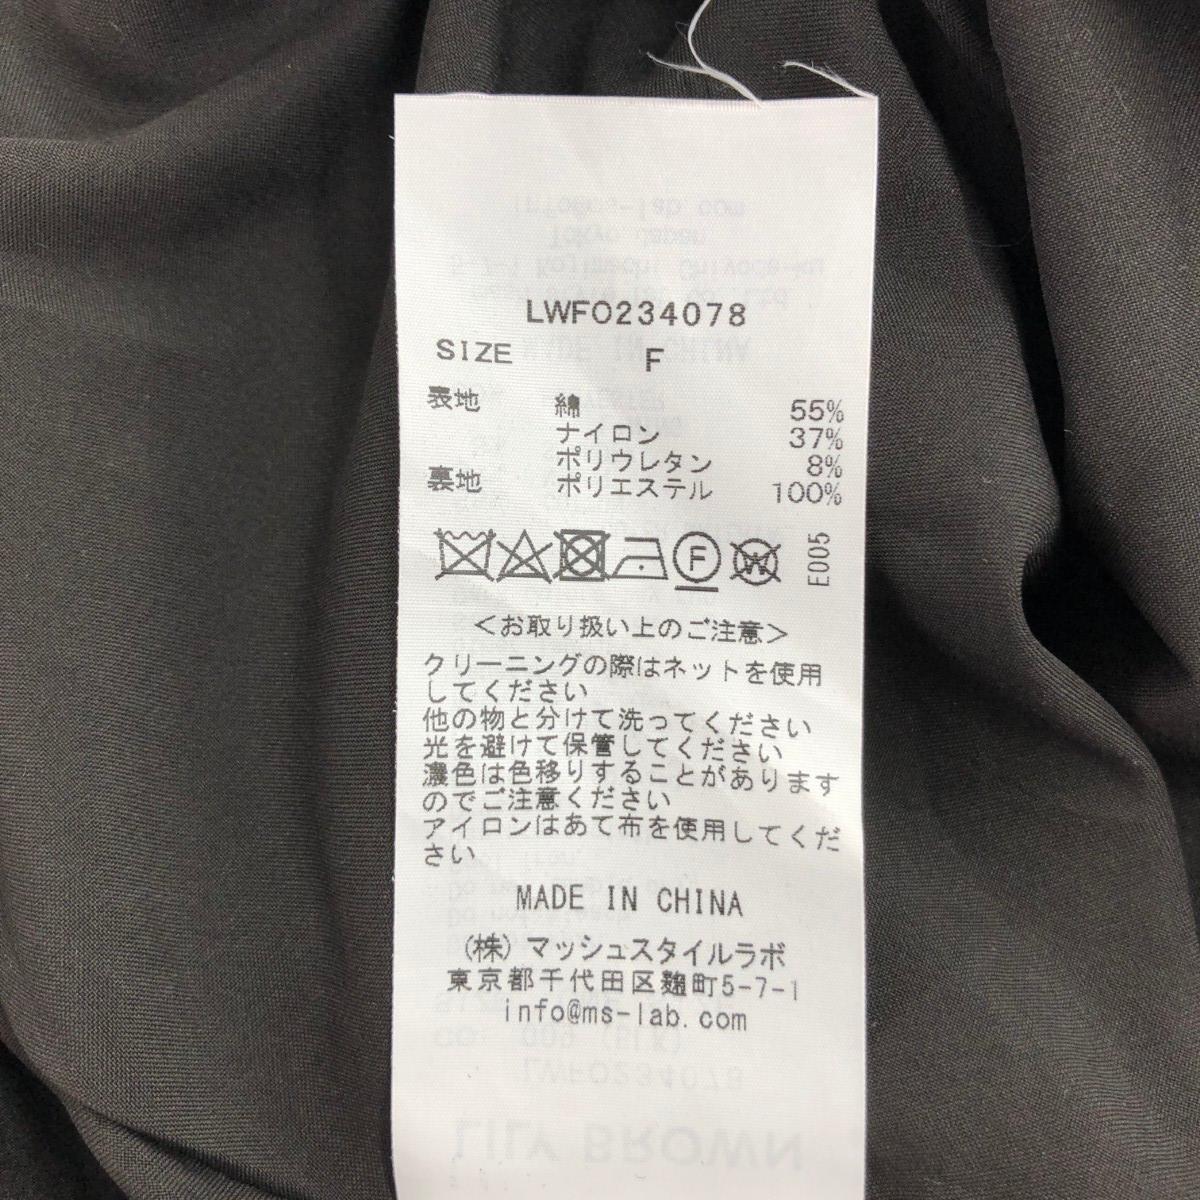 LWFO234078
SIZE F
表地 綿 55%
ナイロン 37%
ポリウレタン 8%
裏地 ポリエステル 100%
F W E005
<お取り扱い上のご注意>
クリーニングの際はネットを使用
してください
他の物と分けて洗ってください
光を避けて保管してください
濃色は色移りすることがあります
のでご注意ください
アイロンはあて布を使用してくだ
さい
MADE IN CHINA
(株)マッシュスタイルラボ
東京都千代田区麹町5-7-1
info@ms-lab.com
LWFO234078
LILY BROWN